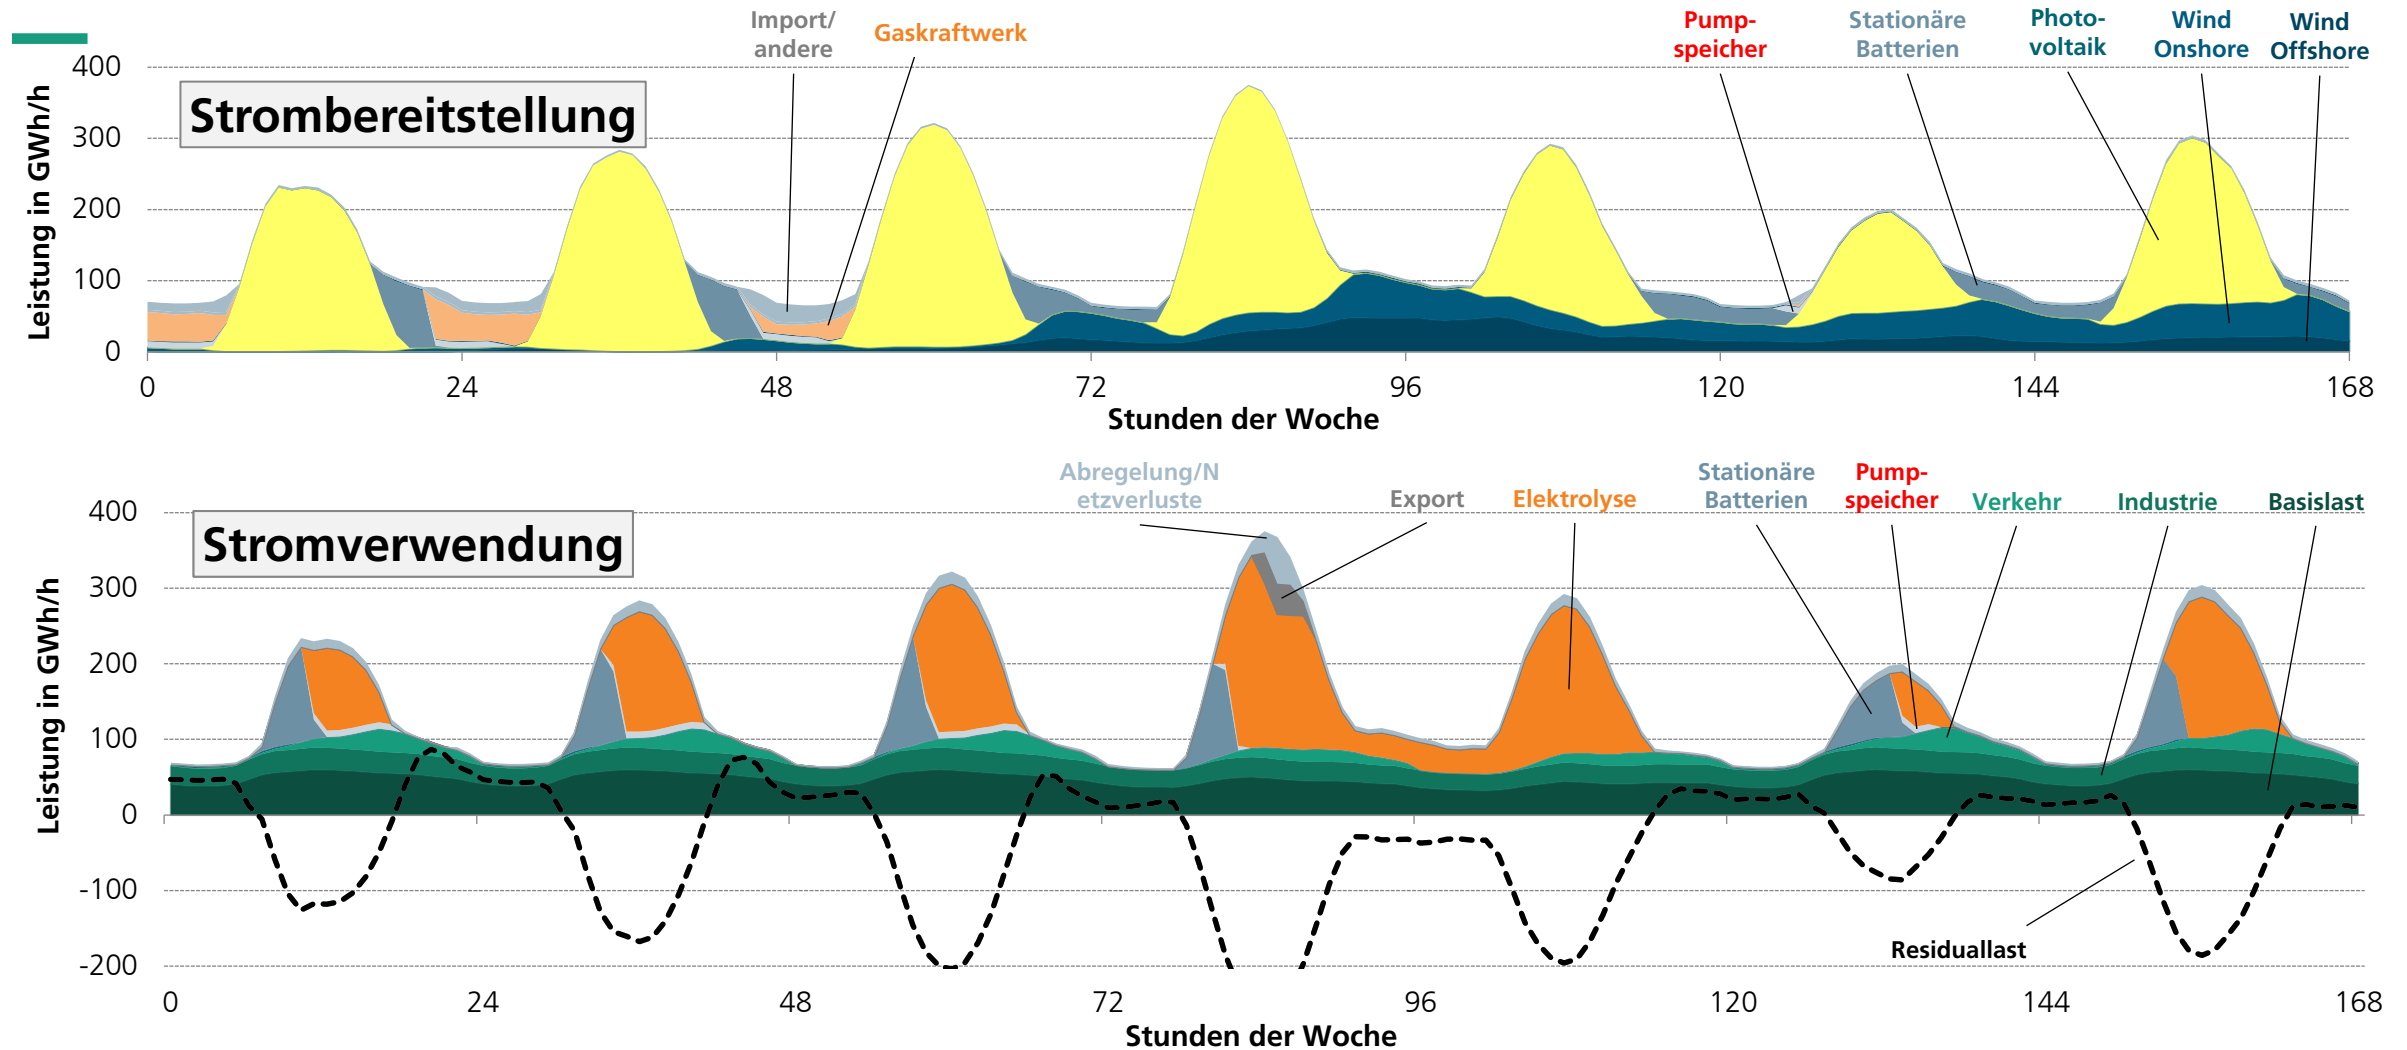 Import/
andere
Gaskraftwerk
Pump-
speicher
Stationäre
Batterien
Photo-
voltaik
Wind
Onshore
Wind
Offshore
Leistung in GWh/h
400
300
200
100
0
Strombereitstellung
0 24 48 72 96 120 144 168
Stunden der Woche
Abregelung/N
etzverluste
Export
Elektrolyse
Stationäre
Batterien
Pump-
speicher
Verkehr
Industrie
Basislast
Leistung in GWh/h
400
300
200
100
0
-100
-200
Stromverwendung
Residuallast
0 24 48 72 96 120 144 168
Stunden der Woche